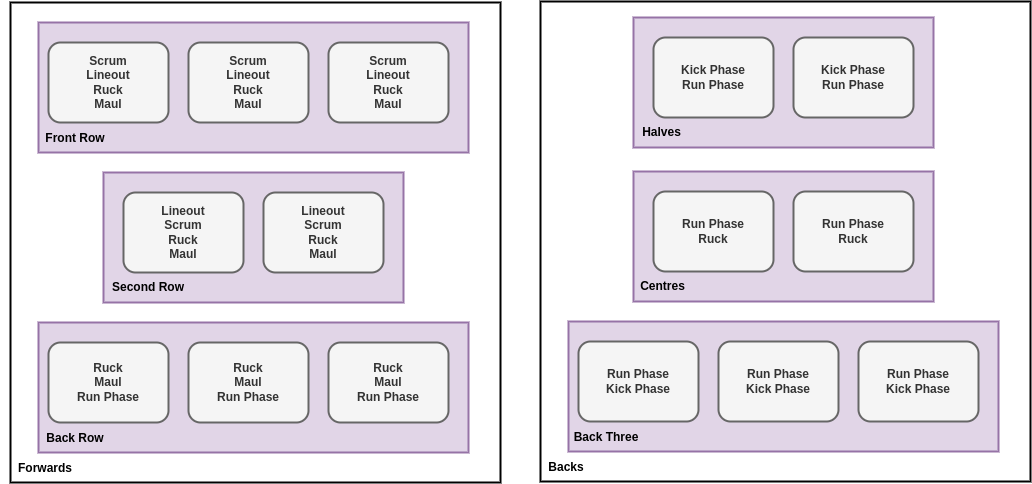 Scrum
Lineout
Ruck
Maul
Scrum
Lineout
Ruck
Maul
Scrum
Lineout
Ruck
Maul
Front Row
Lineout
Scrum
Ruck
Maul
Lineout
Scrum
Ruck
Maul
Second Row
Ruck
Maul
Run Phase
Ruck
Maul
Run Phase
Ruck
Maul
Run Phase
Back Row
Forwards
Kick Phase
Run Phase
Kick Phase
Run Phase
Halves
Run Phase
Ruck
Run Phase
Ruck
Centres
Run Phase
Kick Phase
Run Phase
Kick Phase
Run Phase
Kick Phase
Back Three
Backs